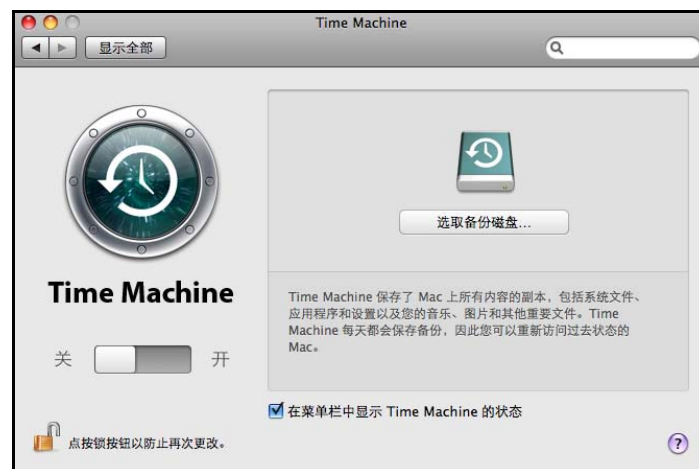 Time Machine
显示全部
选取备份磁盘...
Time Machine
Time Machine 保存了 Mac 上所有内容的副本，包括系统文件、
应用程序和设置以及您的音乐、图片和其他重要文件。Time
Machine 每天都会保存备份，因此您可以重新访问过去状态的
Mac。
关 开
在菜单栏中显示 Time Machine 的状态
点按锁按钮以防止再次更改。
?